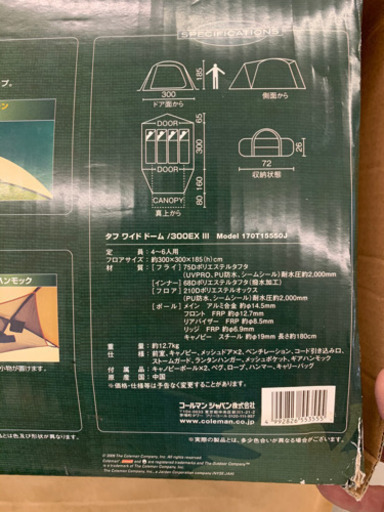 SPECIFICATIONS
プ。
185
300
ドア面から
側面から
DOOR
65
300
DOOR
160
CANOPY
80
真上から
26
72
収納状態
タフ ワイド ドーム /300EX III Model 170T15550J
定員：4〜6人用
フロアサイズ：約300×300×185(h)cm
材質：[フライ] 75Dポリエステルタフタ
(UVPRO、PU防水、シームシール) 耐水圧約2,000mm
[インナー] 68Dポリエステルタフタ(撥水加工)
[フロア] 210Dポリエステルオックス
(PU防水、シームシール) 耐水圧約2,000mm
[ポール] メイン アルミ合金 約φ14.5mm
フロント FRP 約φ12.7mm
リアバイザー FRP 約φ8.5mm
リッジ FRP 約φ6.9mm
キャノピー スチール 約φ19mm 長さ約180cm
重量：約12.7kg
仕様：前室、キャノピー、メッシュドア×2、ベンチレーション、コード引き込み口、
ストームガード、ランタンハンガー、メッシュポケット、ギアハンモック
付属品：キャノピーポール×2、ペグ、ロープ、ハンマー、キャリーバッグ
原産国：中国
※価格・仕様等は予告なく変更することがあります。
ハンモック
小物が置けます。
コールマン ジャパン株式会社
www.coleman.co.jp
4 992826 553555
※実際の製品とは、多少色合いが異なる場合があります。